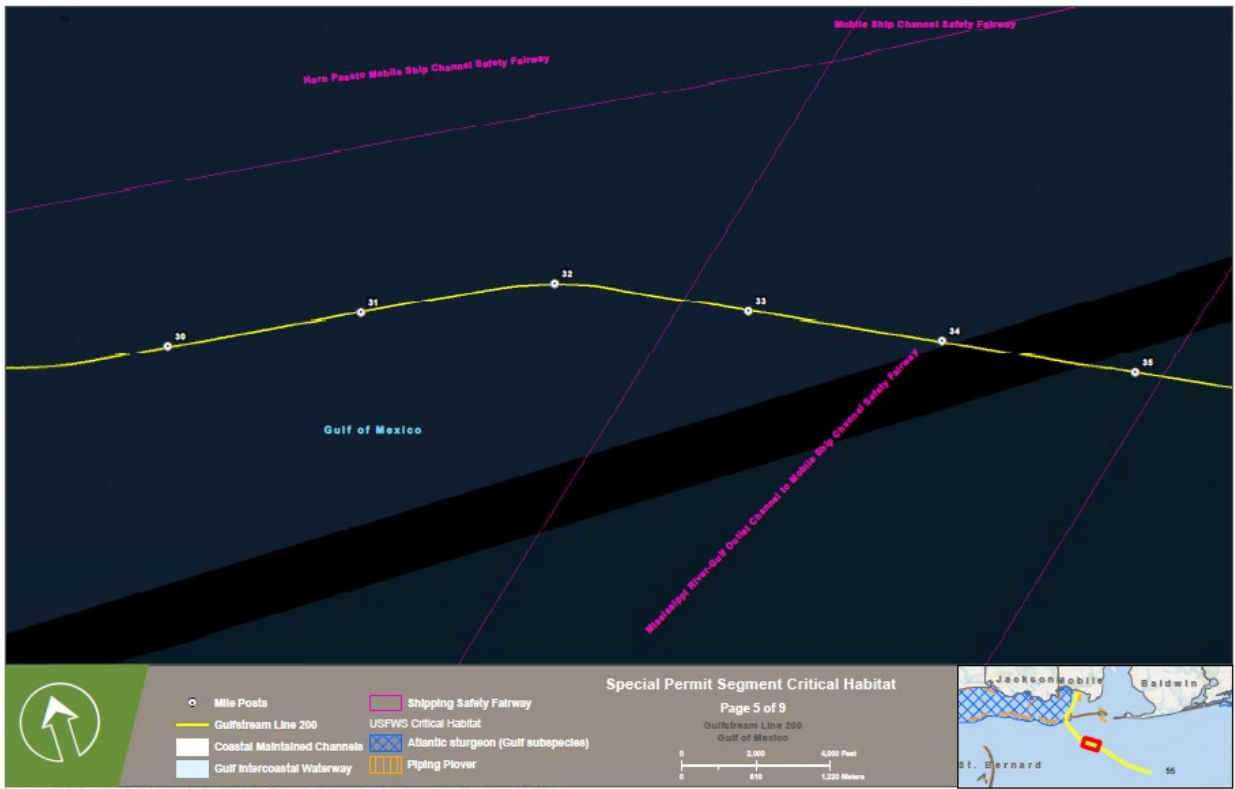 55
Mobile Ship Channel Safety Fairway
Horn Passto Mobile Ship Channel Safety Fairway
32
31
33
30
34
35
Mississippi River-Gulf Outlet Channel to Mobile Ship Channel Safety Fairway
Gulf of Mexico
Mile Posts
Gulfstream Line 200
Coastal Maintained Channels
Gulf Intercoastal Waterway
Shipping Safety Fairway
USFWS Critical Habitat
Atlantic sturgeon (Gulf subspecies)
Piping Plover
Special Permit Segment Critical Habitat
Page 5 of 9
Gulfstream Line 200
Gulf of Mexico
0 2,000 4,000 Feet
0 610 1,220 Meters
Jackson Mobile Baldwin
St. Bernard
55